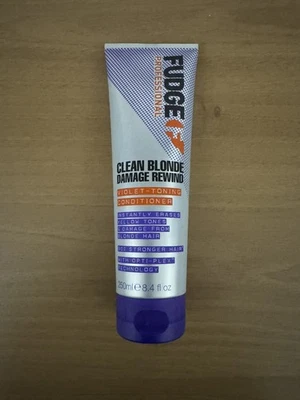 FUDGE
PROFESSIONAL
CLEAN BLONDE
DAMAGE REWIND
VIOLET-TONING
CONDITIONER
INSTANTLY ERASES
YELLOW TONES
& DAMAGE FROM
BLONDE HAIR
STRONGER HAIR
WITH OPTI-PLEX™
TECHNOLOGY
250ml e 8.4 fl oz